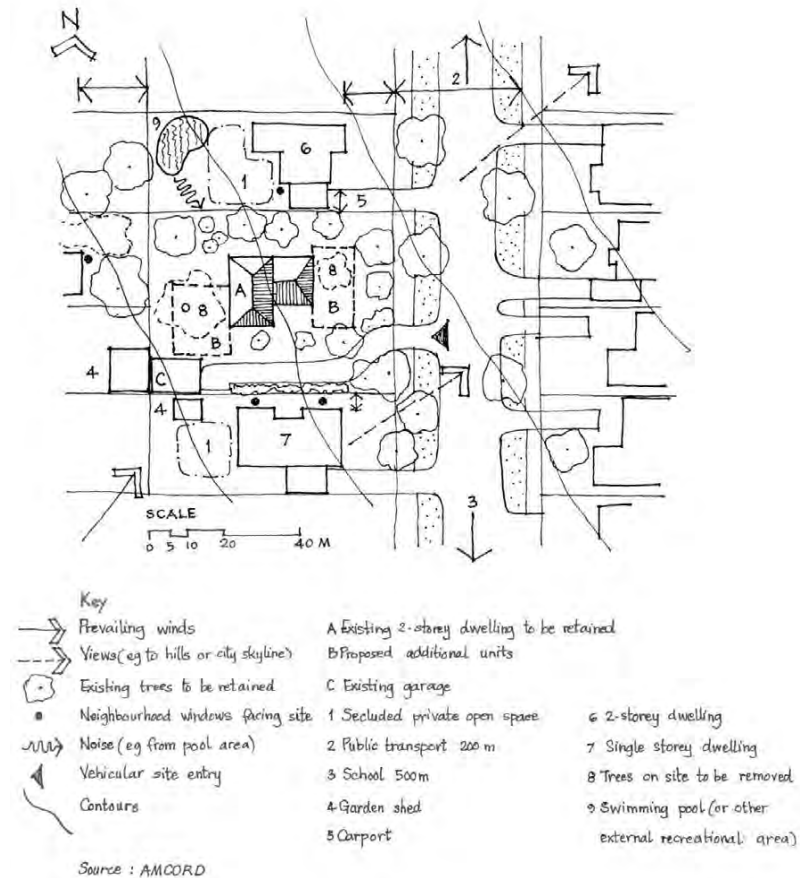 N
2
9
6
1
5
8
A
B
8
B
4
C
4
1
7
3
SCALE
0 5 10 20 40 M
Key
Prevailing winds
Views (eg to hills or city skyline)
Existing trees to be retained
Neighbourhood windows facing site
Noise (eg from pool area)
Vehicular site entry
Contours
A Existing 2-storey dwelling to be retained
B Proposed additional units
C Existing garage
1 Secluded private open space
2 Public transport 200 m
3 School 500m
4 Garden shed
5 Carport
6 2-storey dwelling
7 Single storey dwelling
8 Trees on site to be removed
9 Swimming pool (or other
external recreational area)
Source : AMCORD